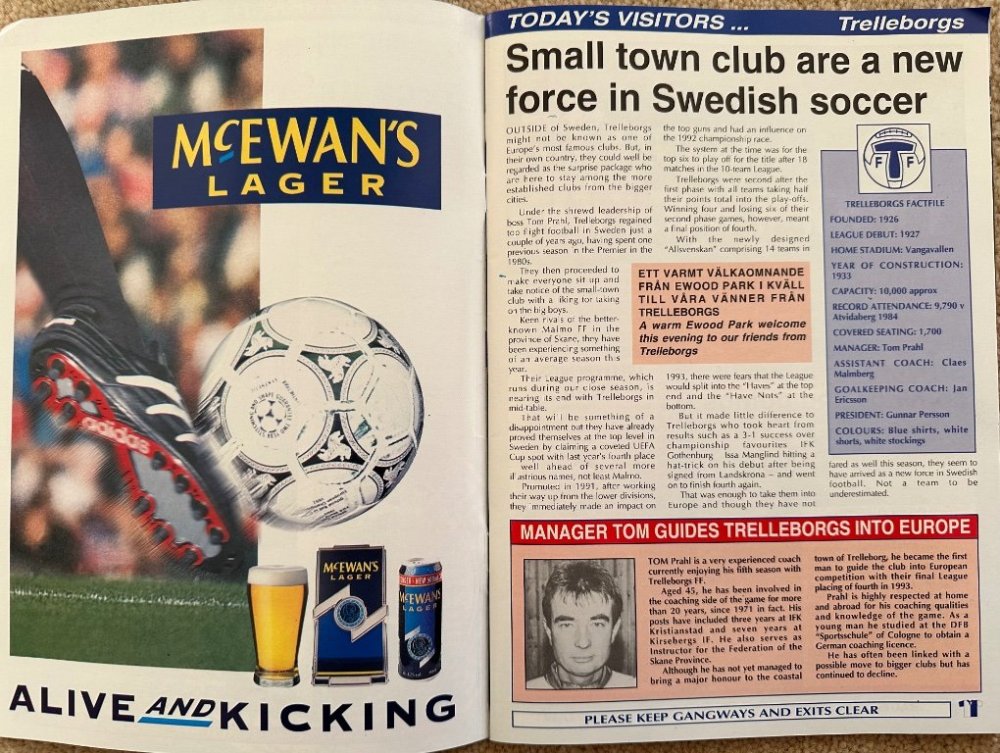 McEWAN'S
LAGER
adidas
McEWAN'S
LAGER
McEWAN'S
LAGER
ALIVE AND KICKING
TODAY'S VISITORS ... Trelleborgs
Small town club are a new
force in Swedish soccer
OUTSIDE of Sweden, Trelleborgs
might not be known as one of
Europe's most famous clubs. But, in
their own country, they could well be
regarded as the surprise package who
are here to stay among the more
established clubs from the bigger
cities.
Under the shrewd leadership of
boss Tom Prahl, Trelleborgs regained
top flight football in Sweden just a
couple of years ago, having spent one
previous season in the Premier in the
1980s.
They then proceeded to
make everyone sit up and
take notice of the small-town
club with a liking for taking
on the big boys.
Keen rivals of the better-
known Malmo FF in the
province of Skane, they have
been experiencing something
of an average season this
year.
Their League programme, which
runs during our close season, is
nearing its end with Trelleborgs in
mid-table.
That will be something of a
disappointment but they have already
proved themselves at the top level in
Sweden by claiming a coveted UEFA
Cup spot with last year's fourth place
well ahead of several more
illustrious names, not least Malmo.
Promoted in 1991, after working
their way up from the lower divisions,
they immediately made an impact on
the top guns and had an influence on
the 1992 championship race.
The system at the time was for the
top six to play off for the title after 18
matches in the 10-team League.
Trelleborgs were second after the
first phase with all teams taking half
their points total into the play-offs.
Winning four and losing six of their
second phase games, however, meant
a final position of fourth.
With the newly designed
"Allsvenskan" comprising 14 teams in
ETT VARMT VÄLKAOMNANDE
FRÅN EWOOD PARK I KVÄLL
TILL VÅRA VÄNNER FRÅN
TRELLEBORGS
A warm Ewood Park welcome
this evening to our friends from
Trelleborgs
1993, there were fears that the League
would split into the "Haves" at the top
end and the "Have Nots" at the
bottom.
But it made little difference to
Trelleborgs who took heart from
results such as a 3-1 success over
championship favourites IFK
Gothenburg Issa Manglind hitting a
hat-trick on his debut after being
signed from Landskrona – and went
on to finish fourth again.
That was enough to take them into
Europe and though they have not
T
F F
TRELLEBORGS FACTFILE
FOUNDED: 1926
LEAGUE DEBUT: 1927
HOME STADIUM: Vangavallen
YEAR OF CONSTRUCTION:
1933
CAPACITY: 10,000 approx
RECORD ATTENDANCE: 9,790 v
Atvidaberg 1984
COVERED SEATING: 1,700
MANAGER: Tom Prahl
ASSISTANT COACH: Claes
Malmberg
GOALKEEPING COACH: Jan
Ericsson
PRESIDENT: Gunnar Persson
COLOURS: Blue shirts, white
shorts, white stockings
fared as well this season, they seem to
have arrived as a new force in Swedish
football. Not a team to be
underestimated.
MANAGER TOM GUIDES TRELLEBORGS INTO EUROPE
TOM Prahl is a very experienced coach
currently enjoying his fifth season with
Trelleborgs FF.
Aged 45, he has been involved in
the coaching side of the game for more
than 20 years, since 1971 in fact. His
posts have included three years at IFK
Kristianstad and seven years at
Kirsebergs IF. He also serves as
Instructor for the Federation of the
Skane Province.
Although he has not yet managed to
bring a major honour to the coastal
town of Trelleborg, he became the first
man to guide the club into European
competition with their final League
placing of fourth in 1993.
Prahl is highly respected at home
and abroad for his coaching qualities
and knowledge of the game. As a
young man he studied at the DFB
"Sportsschule" of Cologne to obtain a
German coaching licence.
He has often been linked with a
possible move to bigger clubs but has
continued to decline.
PLEASE KEEP GANGWAYS AND EXITS CLEAR
11